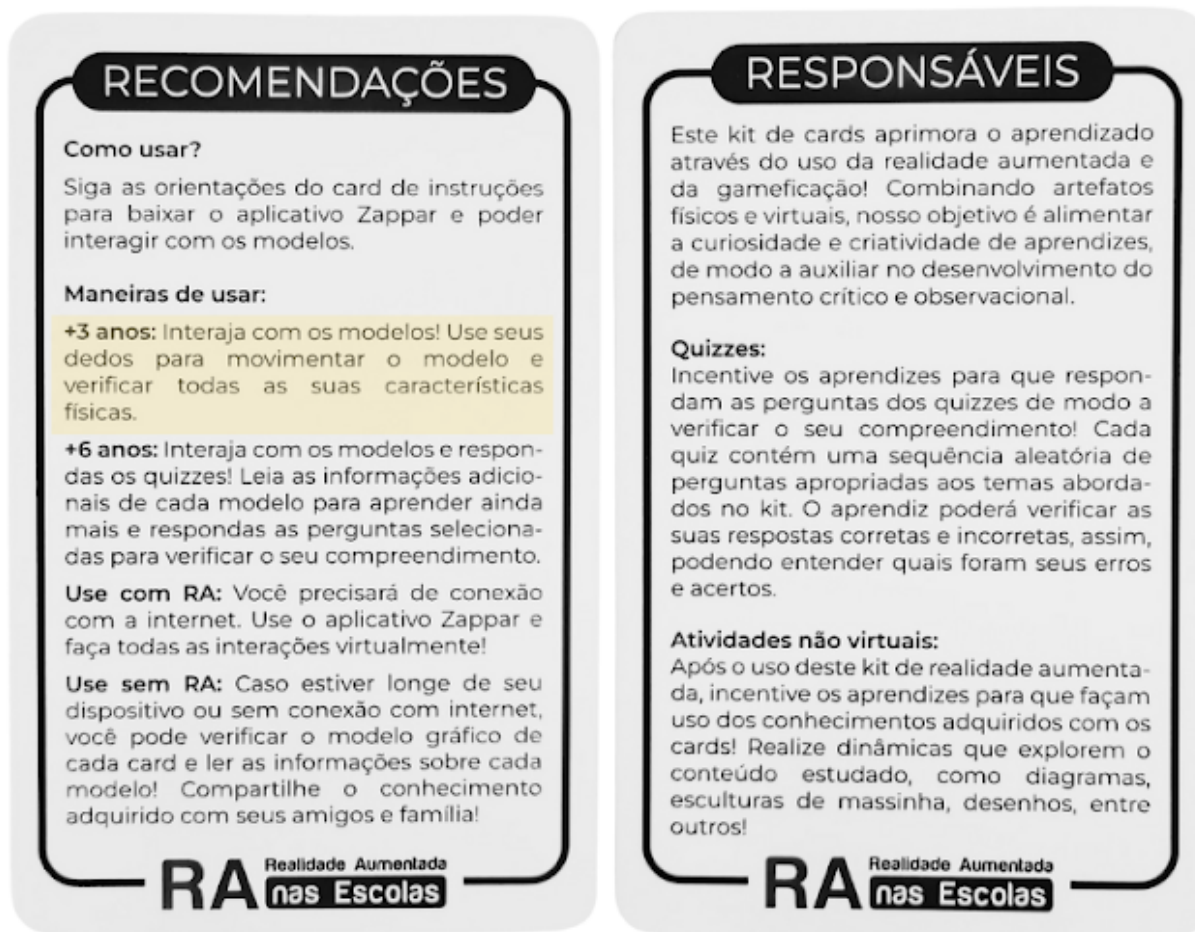 RECOMENDAÇÕES
Como usar?
Siga as orientações do card de instruções
para baixar o aplicativo Zappar e poder
interagir com os modelos.
Maneiras de usar:
+3 anos: Interaja com os modelos! Use seus
dedos para movimentar o modelo e
verificar todas as suas características
físicas.
+6 anos: Interaja com os modelos e respon-
das os quizzes! Leia as informações adicio-
nais de cada modelo para aprender ainda
mais e respondas as perguntas seleciona-
das para verificar o seu compreendimento.
Use com RA: Você precisará de conexão
com a internet. Use o aplicativo Zappar e
faça todas as interações virtualmente!
Use sem RA: Caso estiver longe de seu
dispositivo ou sem conexão com internet,
você pode verificar o modelo gráfico de
cada card e ler as informações sobre cada
modelo! Compartilhe o conhecimento
adquirido com seus amigos e família!
RA Realidade Aumentada
nas Escolas
RESPONSÁVEIS
Este kit de cards aprimora o aprendizado
através do uso da realidade aumentada e
da gameficação! Combinando artefatos
físicos e virtuais, nosso objetivo é alimentar
a curiosidade e criatividade de aprendizes,
de modo a auxiliar no desenvolvimento do
pensamento crítico e observacional.
Quizzes:
Incentive os aprendizes para que respon-
dam as perguntas dos quizzes de modo a
verificar o seu compreendimento! Cada
quiz contém uma sequência aleatória de
perguntas apropriadas aos temas aborda-
dos no kit. O aprendiz poderá verificar as
suas respostas corretas e incorretas, assim,
podendo entender quais foram seus erros
e acertos.
Atividades não virtuais:
Após o uso deste kit de realidade aumenta-
da, incentive os aprendizes para que façam
uso dos conhecimentos adquiridos com os
cards! Realize dinâmicas que explorem o
conteúdo estudado, como diagramas,
esculturas de massinha, desenhos, entre
outros!
RA Realidade Aumentada
nas Escolas